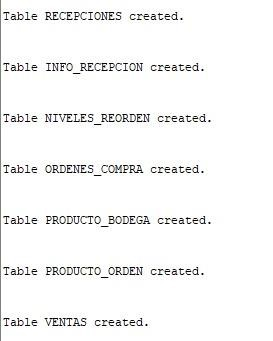 Table RECEPCIONES created.
Table INFO_RECEPCION created.
Table NIVELES_REORDEN created.
Table ORDENES_COMPRA created.
Table PRODUCTO_BODEGA created.
Table PRODUCTO_ORDEN created.
Table VENTAS created.